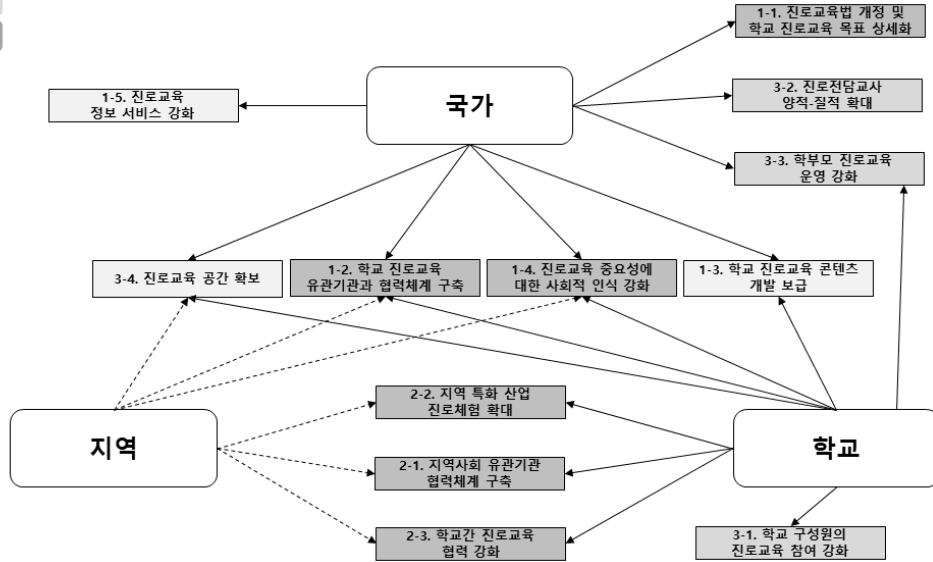 1-1. 진로교육법 개정 및
학교 진로교육 목표 상세화
국가
1-5. 진로교육
정보 서비스 강화
3-2. 진로전담교사
양적-질적 확대
3-3. 학부모 진로교육
운영 강화
3-4. 진로교육 공간 확보
1-2. 학교 진로교육
유관기관과 협력체계 구축
1-4. 진로교육 중요성에
대한 사회적 인식 강화
1-3. 학교 진로교육 콘텐츠
개발 보급
지역
2-2. 지역 특화 산업
진로체험 확대
2-1. 지역사회 유관기관
협력체계 구축
2-3. 학교간 진로교육
협력 강화
학교
3-1. 학교 구성원의
진로교육 참여 강화